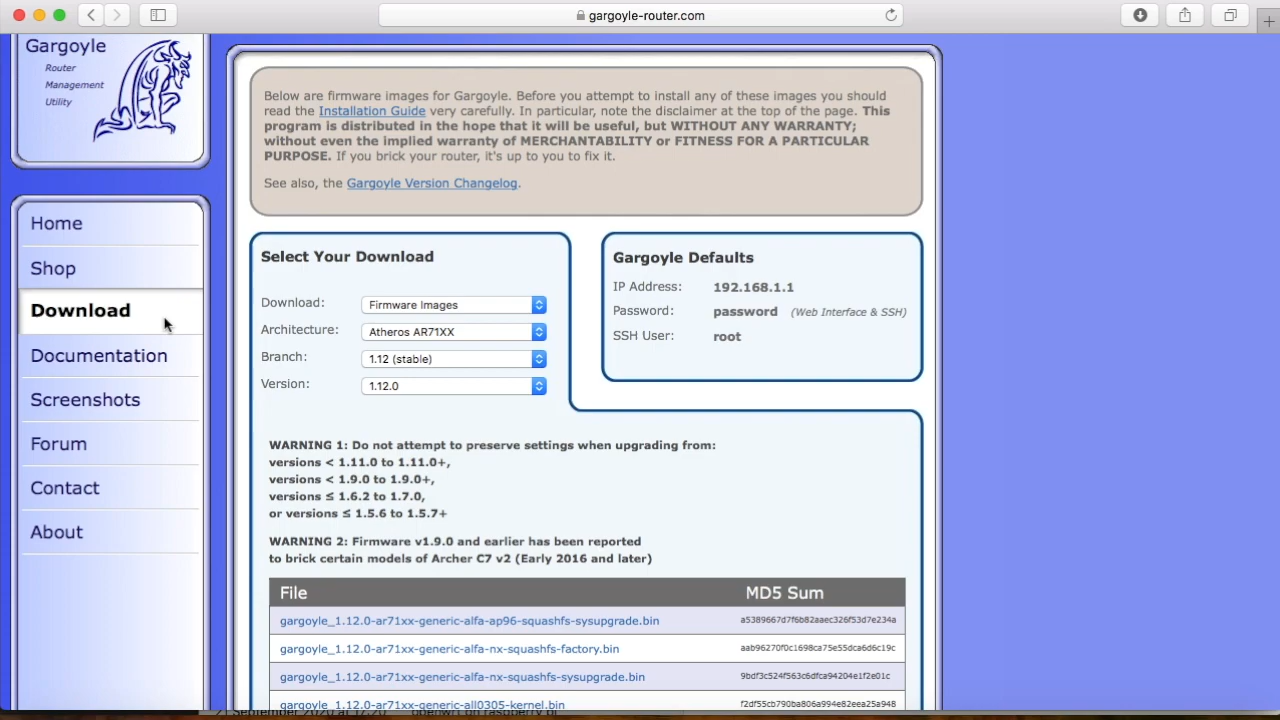 gargoyle-router.com
Gargoyle
Router
Management
Utility
Home
Shop
Download
Documentation
Screenshots
Forum
Contact
About
Below are firmware images for Gargoyle. Before you attempt to install any of these images you should
read the Installation Guide very carefully. In particular, note the disclaimer at the top of the page. This
program is distributed in the hope that it will be useful, but WITHOUT ANY WARRANTY;
without even the implied warranty of MERCHANTABILITY or FITNESS FOR A PARTICULAR
PURPOSE. If you brick your router, it's up to you to fix it.
See also, the Gargoyle Version Changelog.
Select Your Download
Download: Firmware Images
Architecture: Atheros AR71XX
Branch: 1.12 (stable)
Version: 1.12.0
Gargoyle Defaults
IP Address: 192.168.1.1
Password: password (Web Interface & SSH)
SSH User: root
WARNING 1: Do not attempt to preserve settings when upgrading from:
versions < 1.11.0 to 1.11.0+,
versions < 1.9.0 to 1.9.0+,
versions ≤ 1.6.2 to 1.7.0,
or versions ≤ 1.5.6 to 1.5.7+
WARNING 2: Firmware v1.9.0 and earlier has been reported
to brick certain models of Archer C7 v2 (Early 2016 and later)
File MD5 Sum
gargoyle_1.12.0-ar71xx-generic-alfa-ap96-squashfs-sysupgrade.bin a5389667d7f6b82aaec326f53d7e234a
gargoyle_1.12.0-ar71xx-generic-alfa-nx-squashfs-factory.bin aab96270f0c1698ca75e55dca6d6c19c
gargoyle_1.12.0-ar71xx-generic-alfa-nx-squashfs-sysupgrade.bin 9bdf3c524f563c6dfca94204e1f2e01c
gargoyle_1.12.0-ar71xx-generic-all0305-kernel.bin f2df55cb790ba806a994e82eea25a948